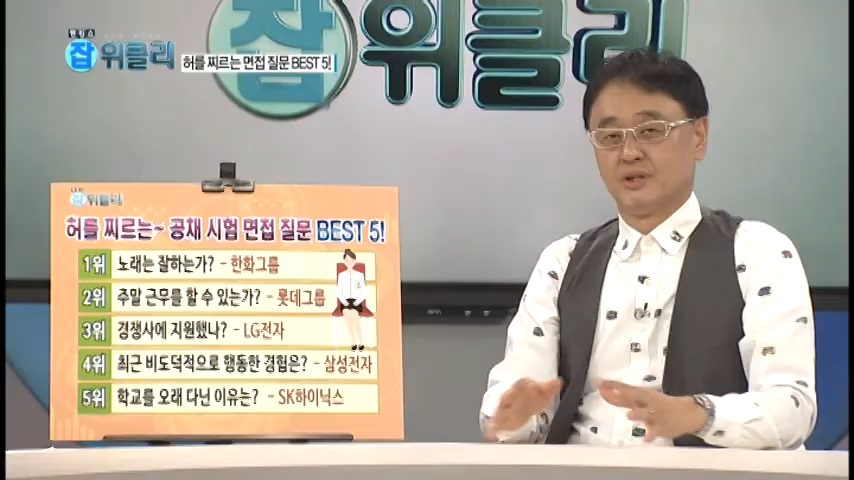 잡 위클리
허를 찌르는 면접 질문 BEST 5!
잡 위클리
잡 위클리
허를 찌르는~ 공채 시험 면접 질문 BEST 5!
1위 노래는 잘하는가? - 한화그룹
2위 주말 근무를 할 수 있는가? - 롯데그룹
3위 경쟁사에 지원했나? - LG전자
4위 최근 비도덕적으로 행동한 경험은? - 삼성전자
5위 학교를 오래 다닌 이유는? - SK하이닉스